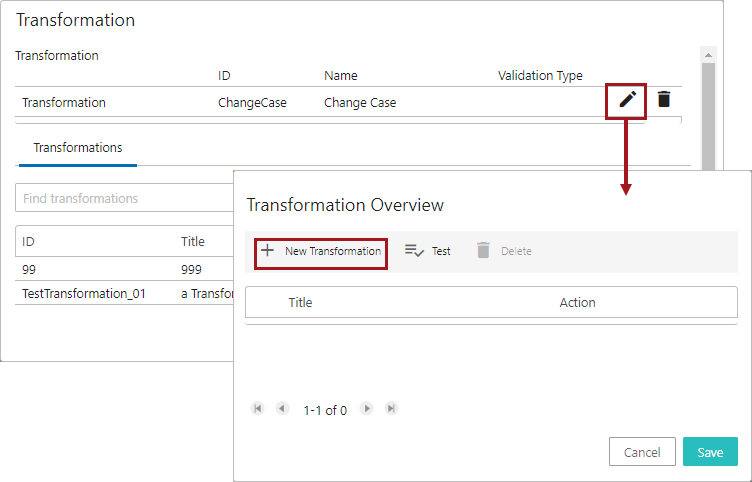 Transformation
Transformation
ID Name Validation Type
Transformation ChangeCase Change Case
Transformations
Find transformations
ID Title
99 999
TestTransformation_01 a Transfor
Transformation Overview
New Transformation Test Delete
Title Action
1-1 of 0
Cancel Save